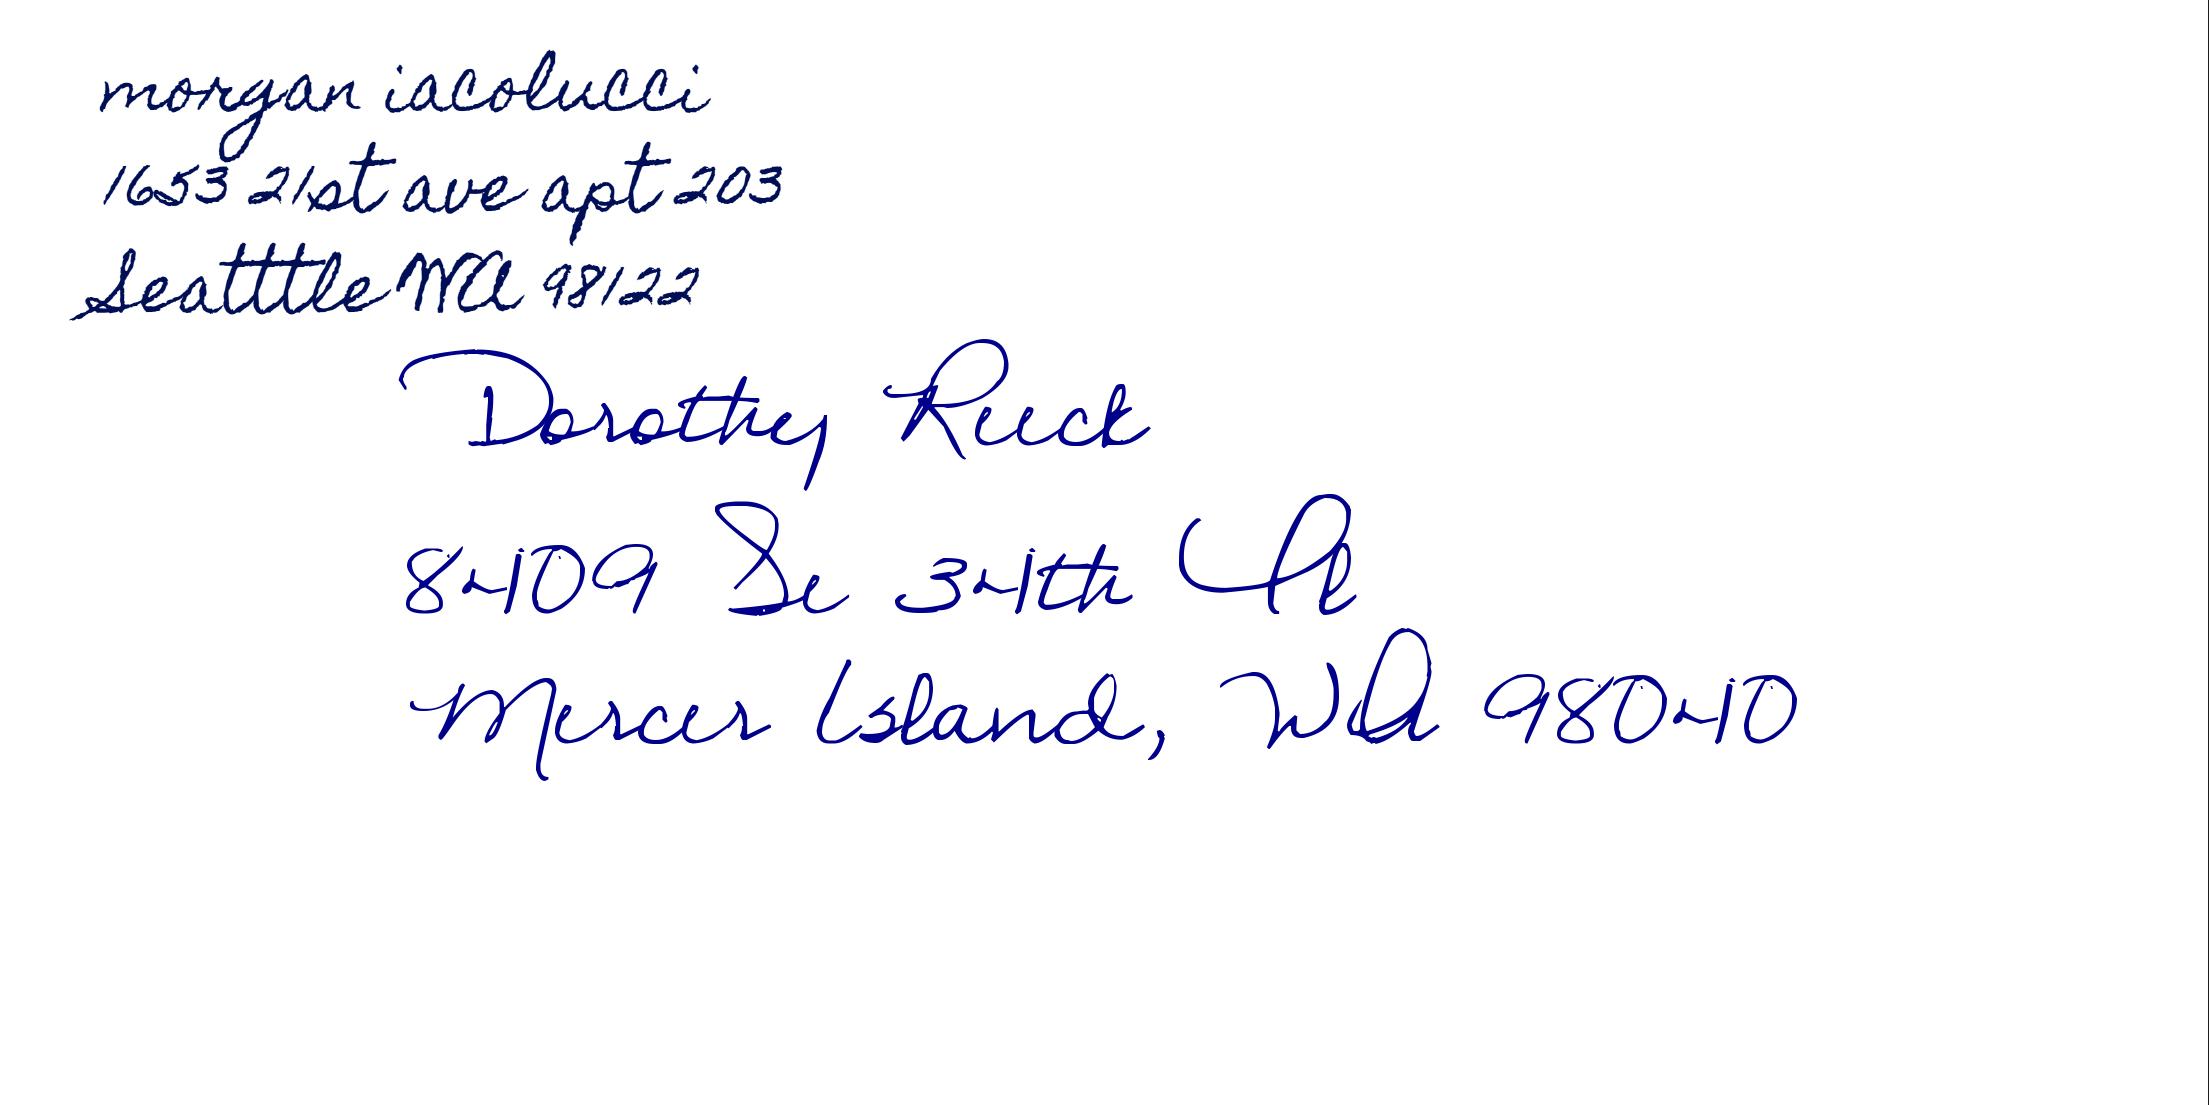 morgan iacolucci
1653 21st ave apt 203
Seatttle WA 98122
Dorothy Reeck
8409 Se 34th Pl
Mercer Island, WA 98040